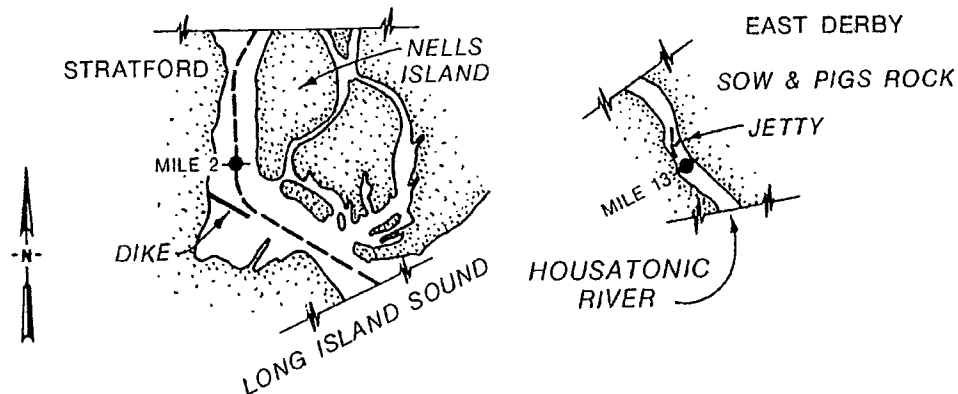 STRATFORD
NELLS
ISLAND
MILE 2
DIKE
-N-
LONG ISLAND SOUND
EAST DERBY
SOW & PIGS ROCK
JETTY
MILE 13
HOUSATONIC
RIVER